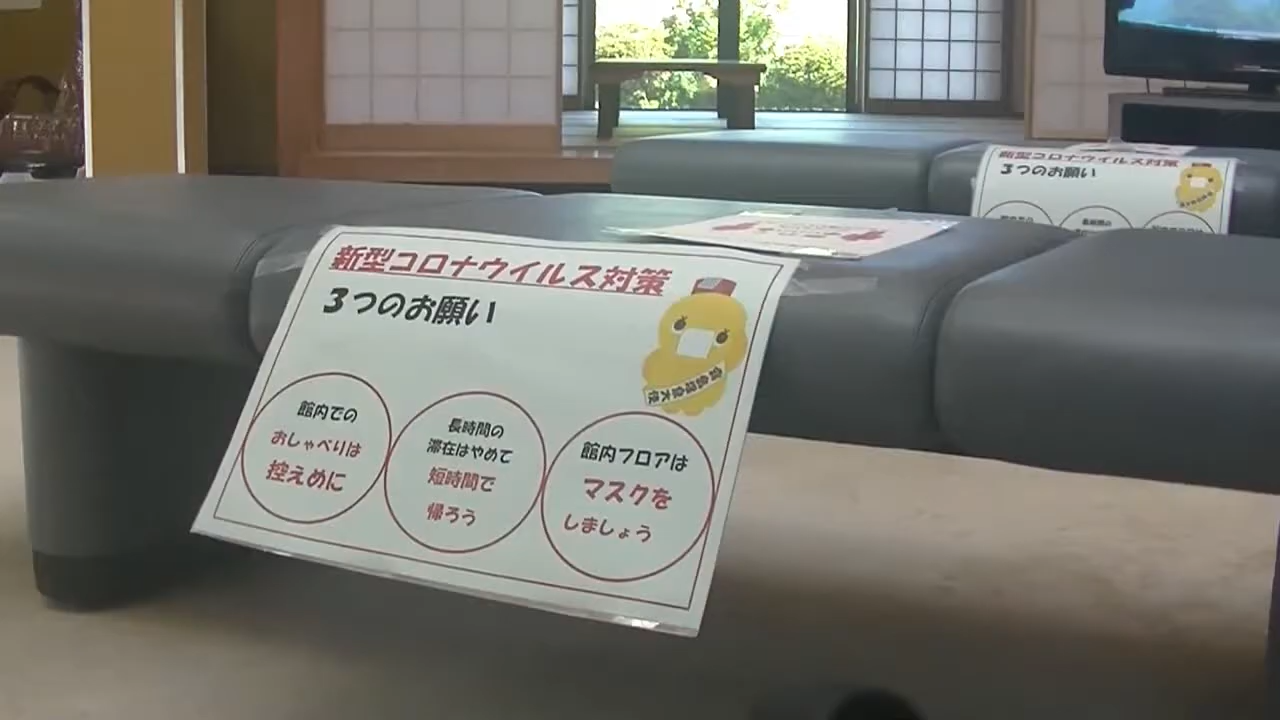 新型コロナウイルス対策
3つのお願い
館内での
おしゃべりは
控えめに
長時間の
滞在はやめて
短時間で
帰ろう
館内フロアは
マスクを
しましょう
新型コロナウイルス対策
3つのお願い
長時間の